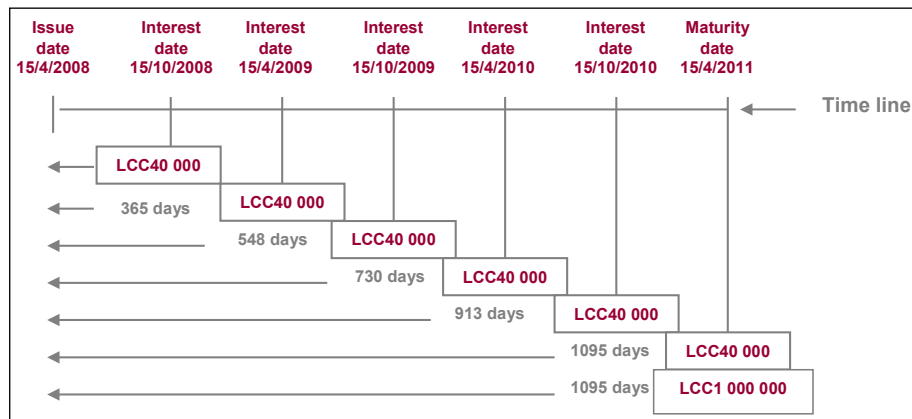 Issue date 15/4/2008
Interest date 15/10/2008
Interest date 15/4/2009
Interest date 15/10/2009
Interest date 15/4/2010
Interest date 15/10/2010
Maturity date 15/4/2011
Time line
LCC40 000
365 days
LCC40 000
548 days
LCC40 000
730 days
LCC40 000
913 days
LCC40 000
1095 days
LCC40 000
1095 days
LCC1 000 000